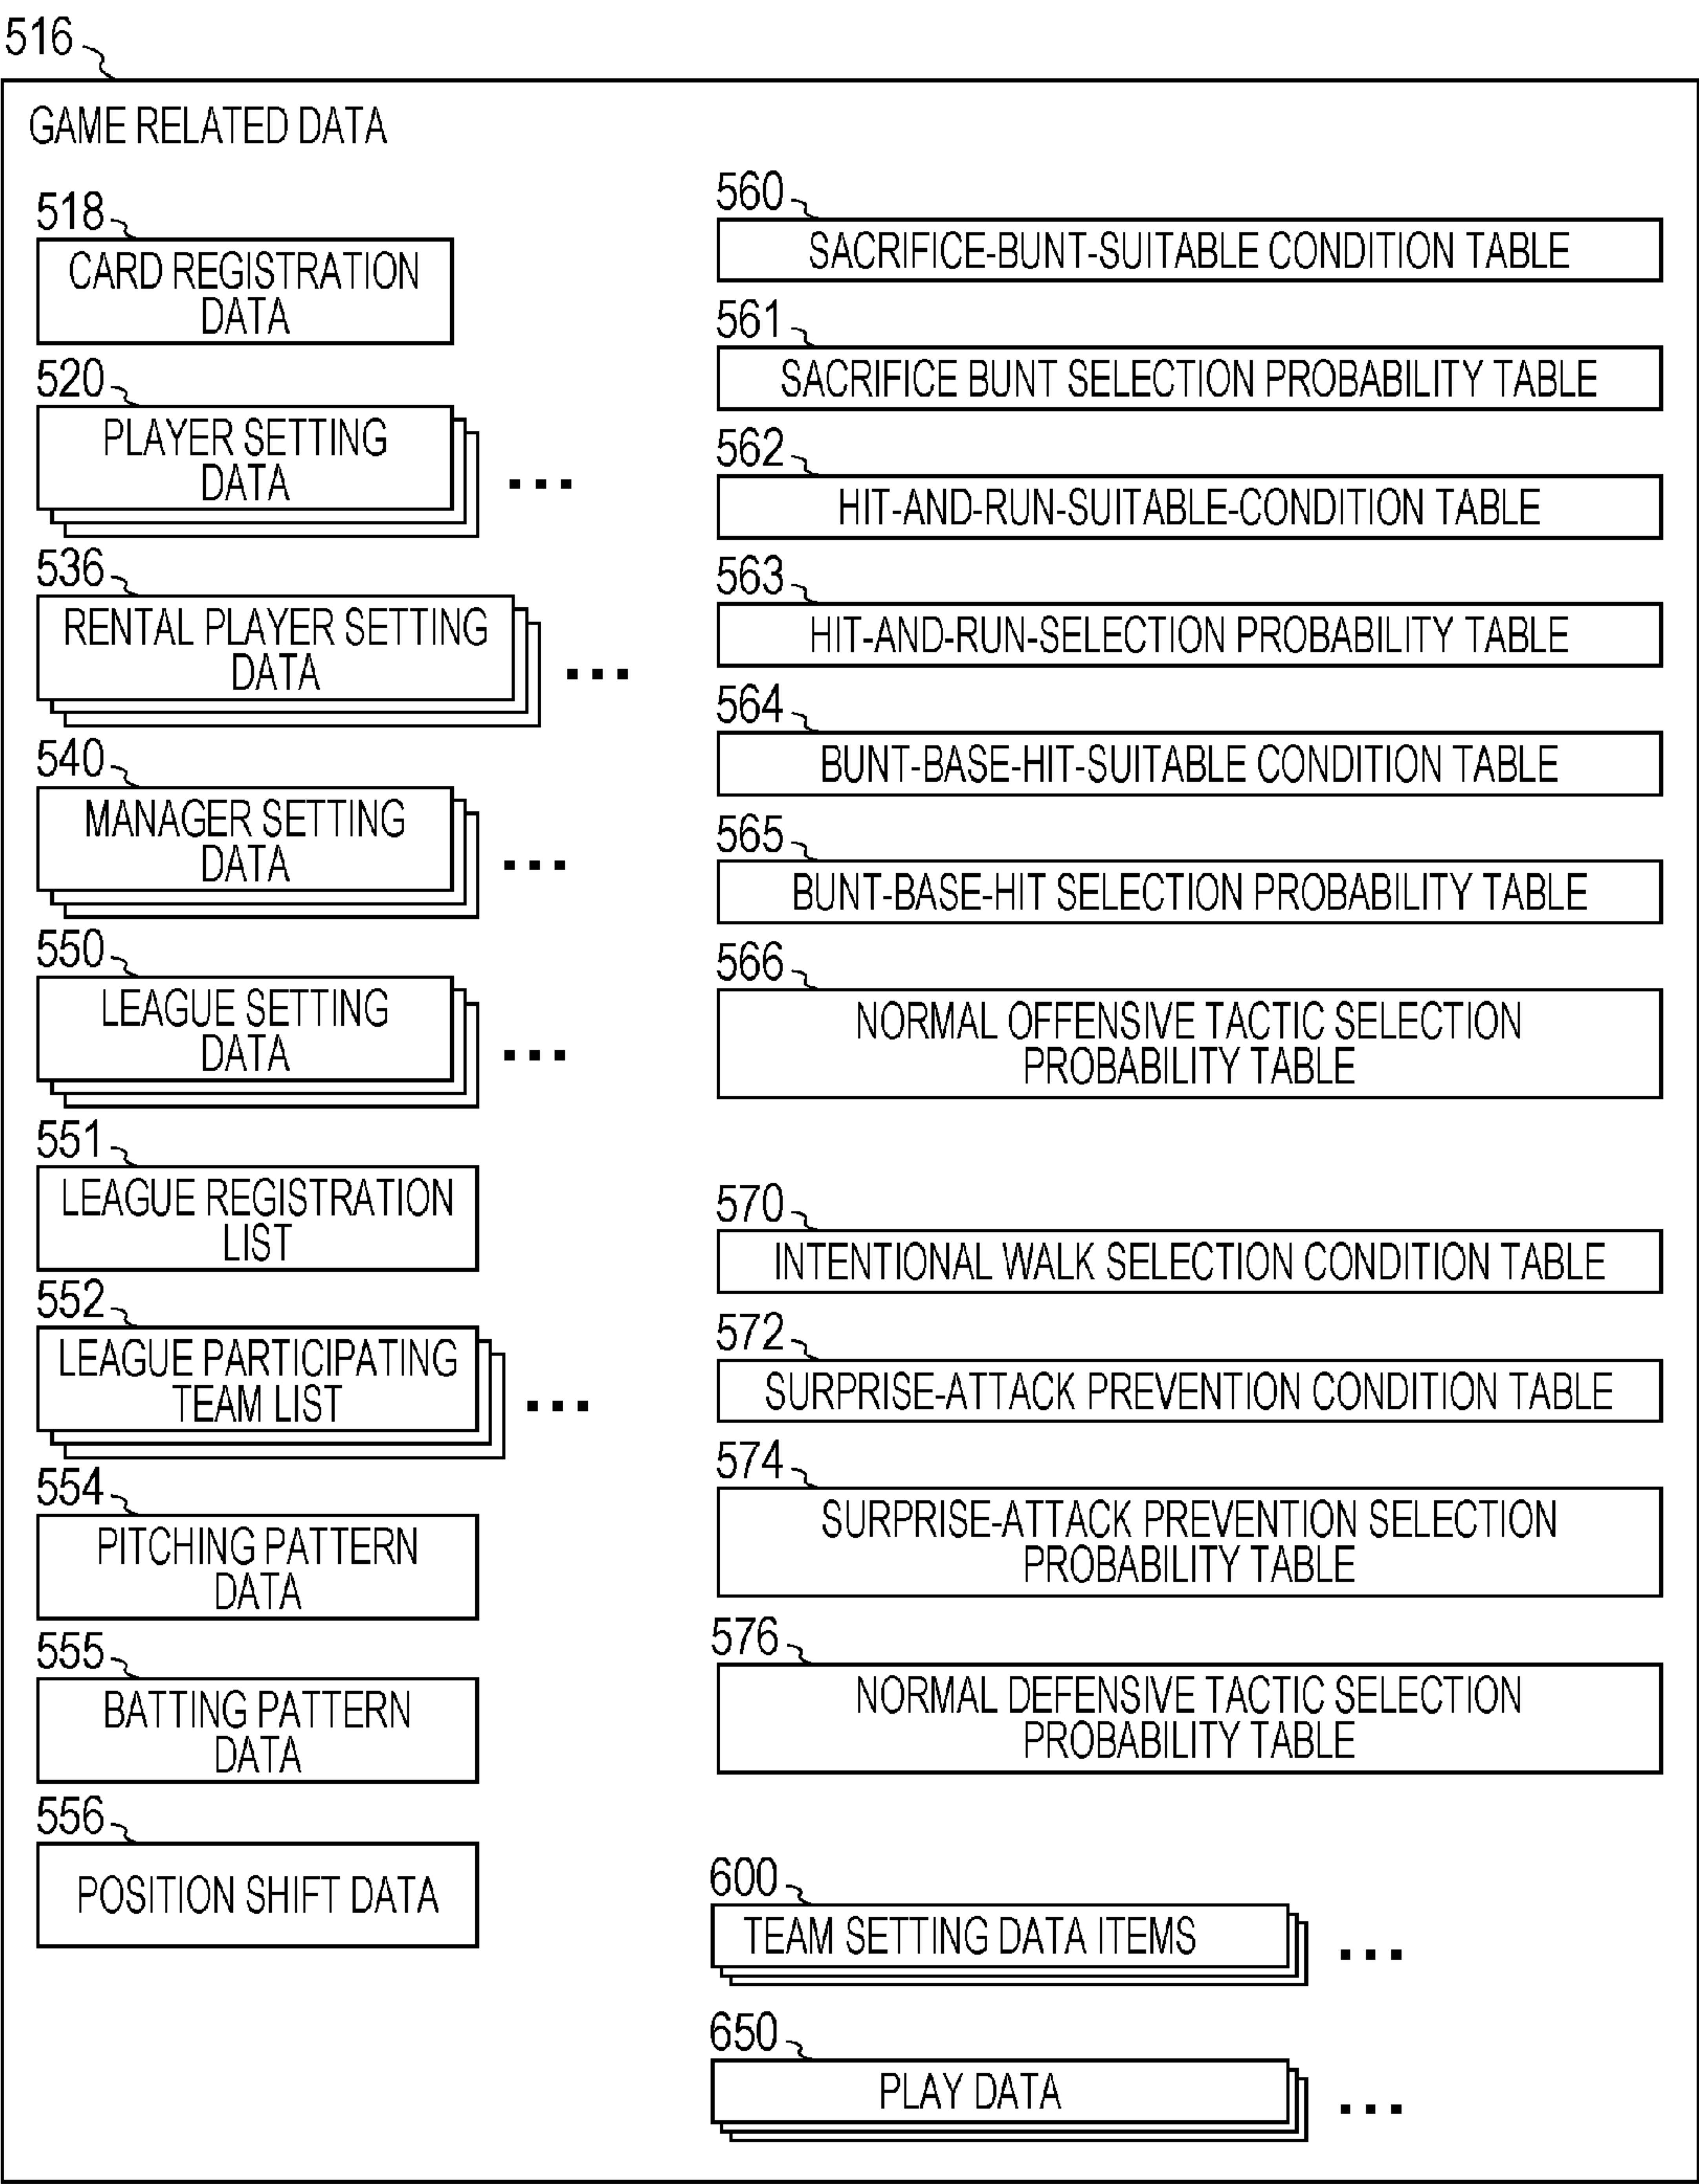 516
GAME RELATED DATA
518
CARD REGISTRATION
DATA
520
PLAYER SETTING
DATA
...
536
RENTAL PLAYER SETTING
DATA
...
540
MANAGER SETTING
DATA
...
550
LEAGUE SETTING
DATA
...
551
LEAGUE REGISTRATION
LIST
552
LEAGUE PARTICIPATING
TEAM LIST
...
554
PITCHING PATTERN
DATA
555
BATTING PATTERN
DATA
556
POSITION SHIFT DATA
560
SACRIFICE-BUNT-SUITABLE CONDITION TABLE
561
SACRIFICE BUNT SELECTION PROBABILITY TABLE
562
HIT-AND-RUN-SUITABLE-CONDITION TABLE
563
HIT-AND-RUN-SELECTION PROBABILITY TABLE
564
BUNT-BASE-HIT-SUITABLE CONDITION TABLE
565
BUNT-BASE-HIT SELECTION PROBABILITY TABLE
566
NORMAL OFFENSIVE TACTIC SELECTION
PROBABILITY TABLE
570
INTENTIONAL WALK SELECTION CONDITION TABLE
572
SURPRISE-ATTACK PREVENTION CONDITION TABLE
574
SURPRISE-ATTACK PREVENTION SELECTION
PROBABILITY TABLE
576
NORMAL DEFENSIVE TACTIC SELECTION
PROBABILITY TABLE
600
TEAM SETTING DATA ITEMS
...
650
PLAY DATA
...